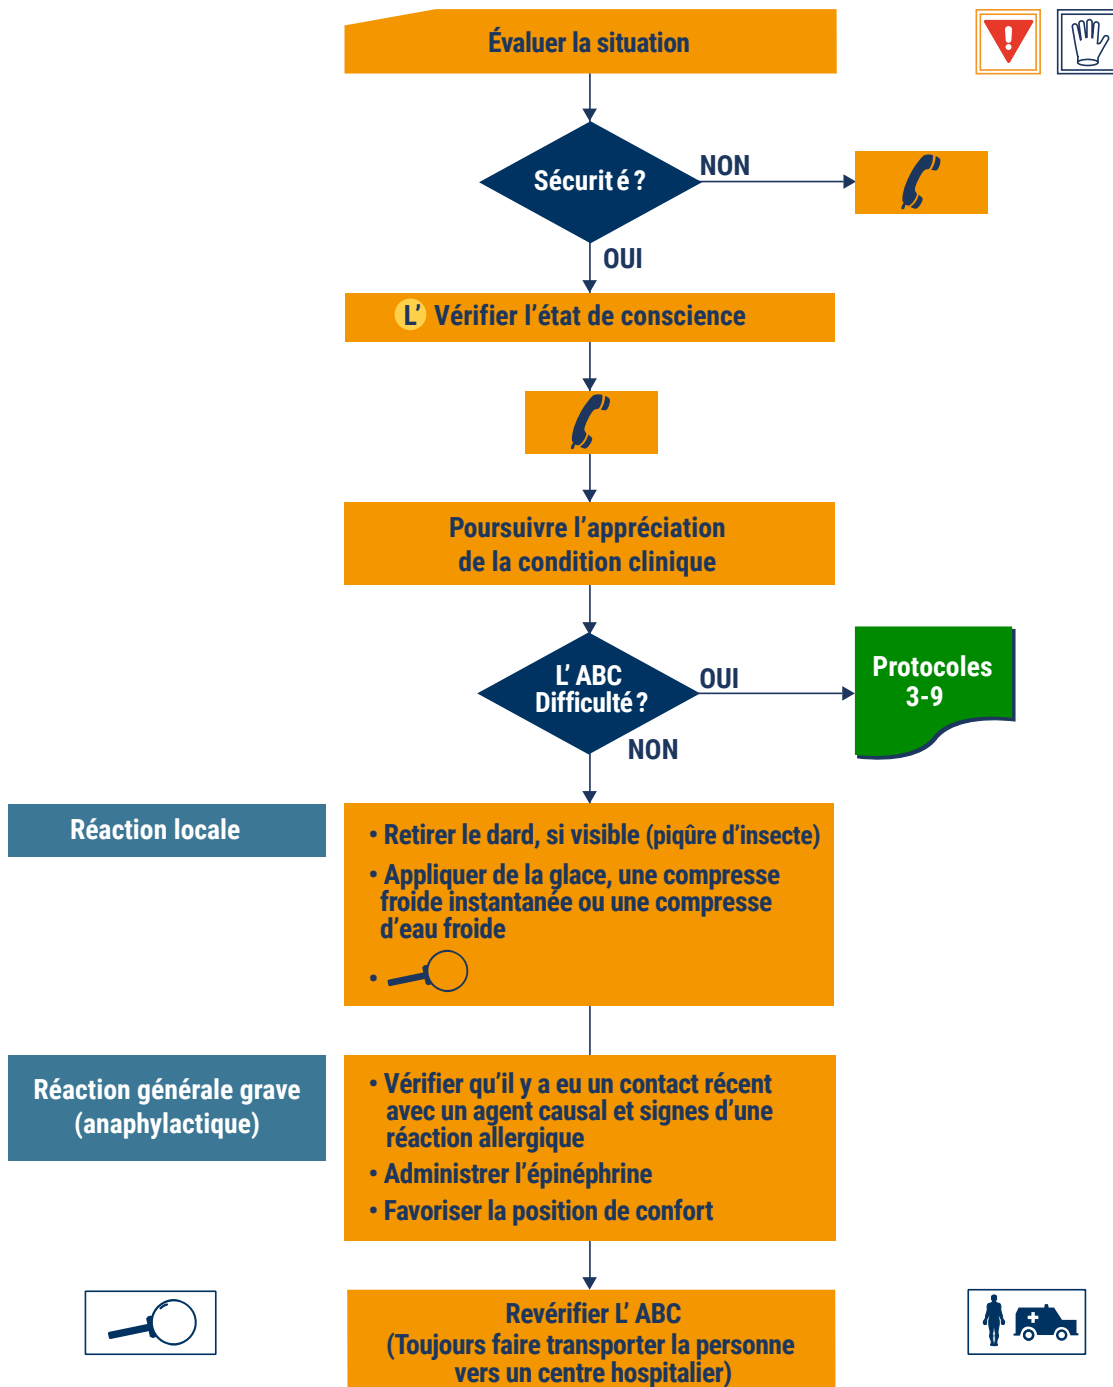 Évaluer la situation
Sécurité ?
NON
OUI
L' Vérifier l’état de conscience
Poursuivre l’appréciation
de la condition clinique
L’ ABC
Difficulté ?
OUI
Protocoles
3-9
NON
Réaction locale
• Retirer le dard, si visible (piqûre d’insecte)
• Appliquer de la glace, une compresse
froide instantanée ou une compresse
d’eau froide
•
Réaction générale grave
(anaphylactique)
• Vérifier qu’il y a eu un contact récent
avec un agent causal et signes d’une
réaction allergique
• Administrer l’épinéphrine
• Favoriser la position de confort
Revérifier L’ ABC
(Toujours faire transporter la personne
vers un centre hospitalier)